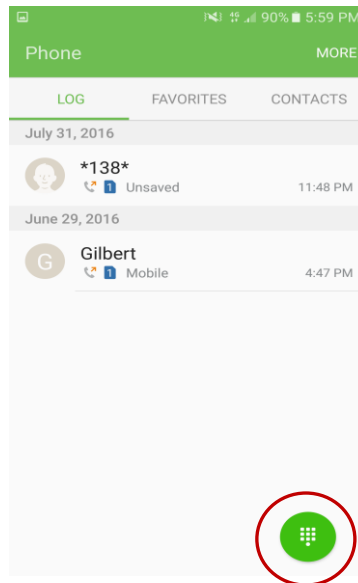 90% 5:59 PM
Phone MORE
LOG FAVORITES CONTACTS
July 31, 2016
*138*
1 Unsaved 11:48 PM
June 29, 2016
G Gilbert
1 Mobile 4:47 PM